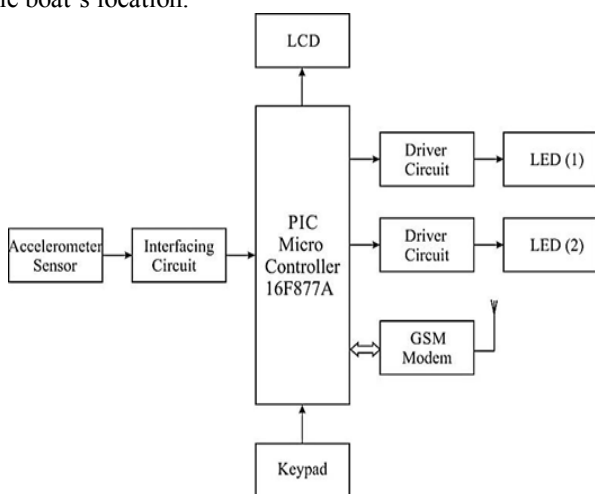 ic boat's location.
LCD
Driver
Circuit
LED (1)
PIC
Micro
Controller
16F877A
Accelerometer
Sensor
Interfacing
Circuit
Driver
Circuit
LED (2)
GSM
Modem
Keypad